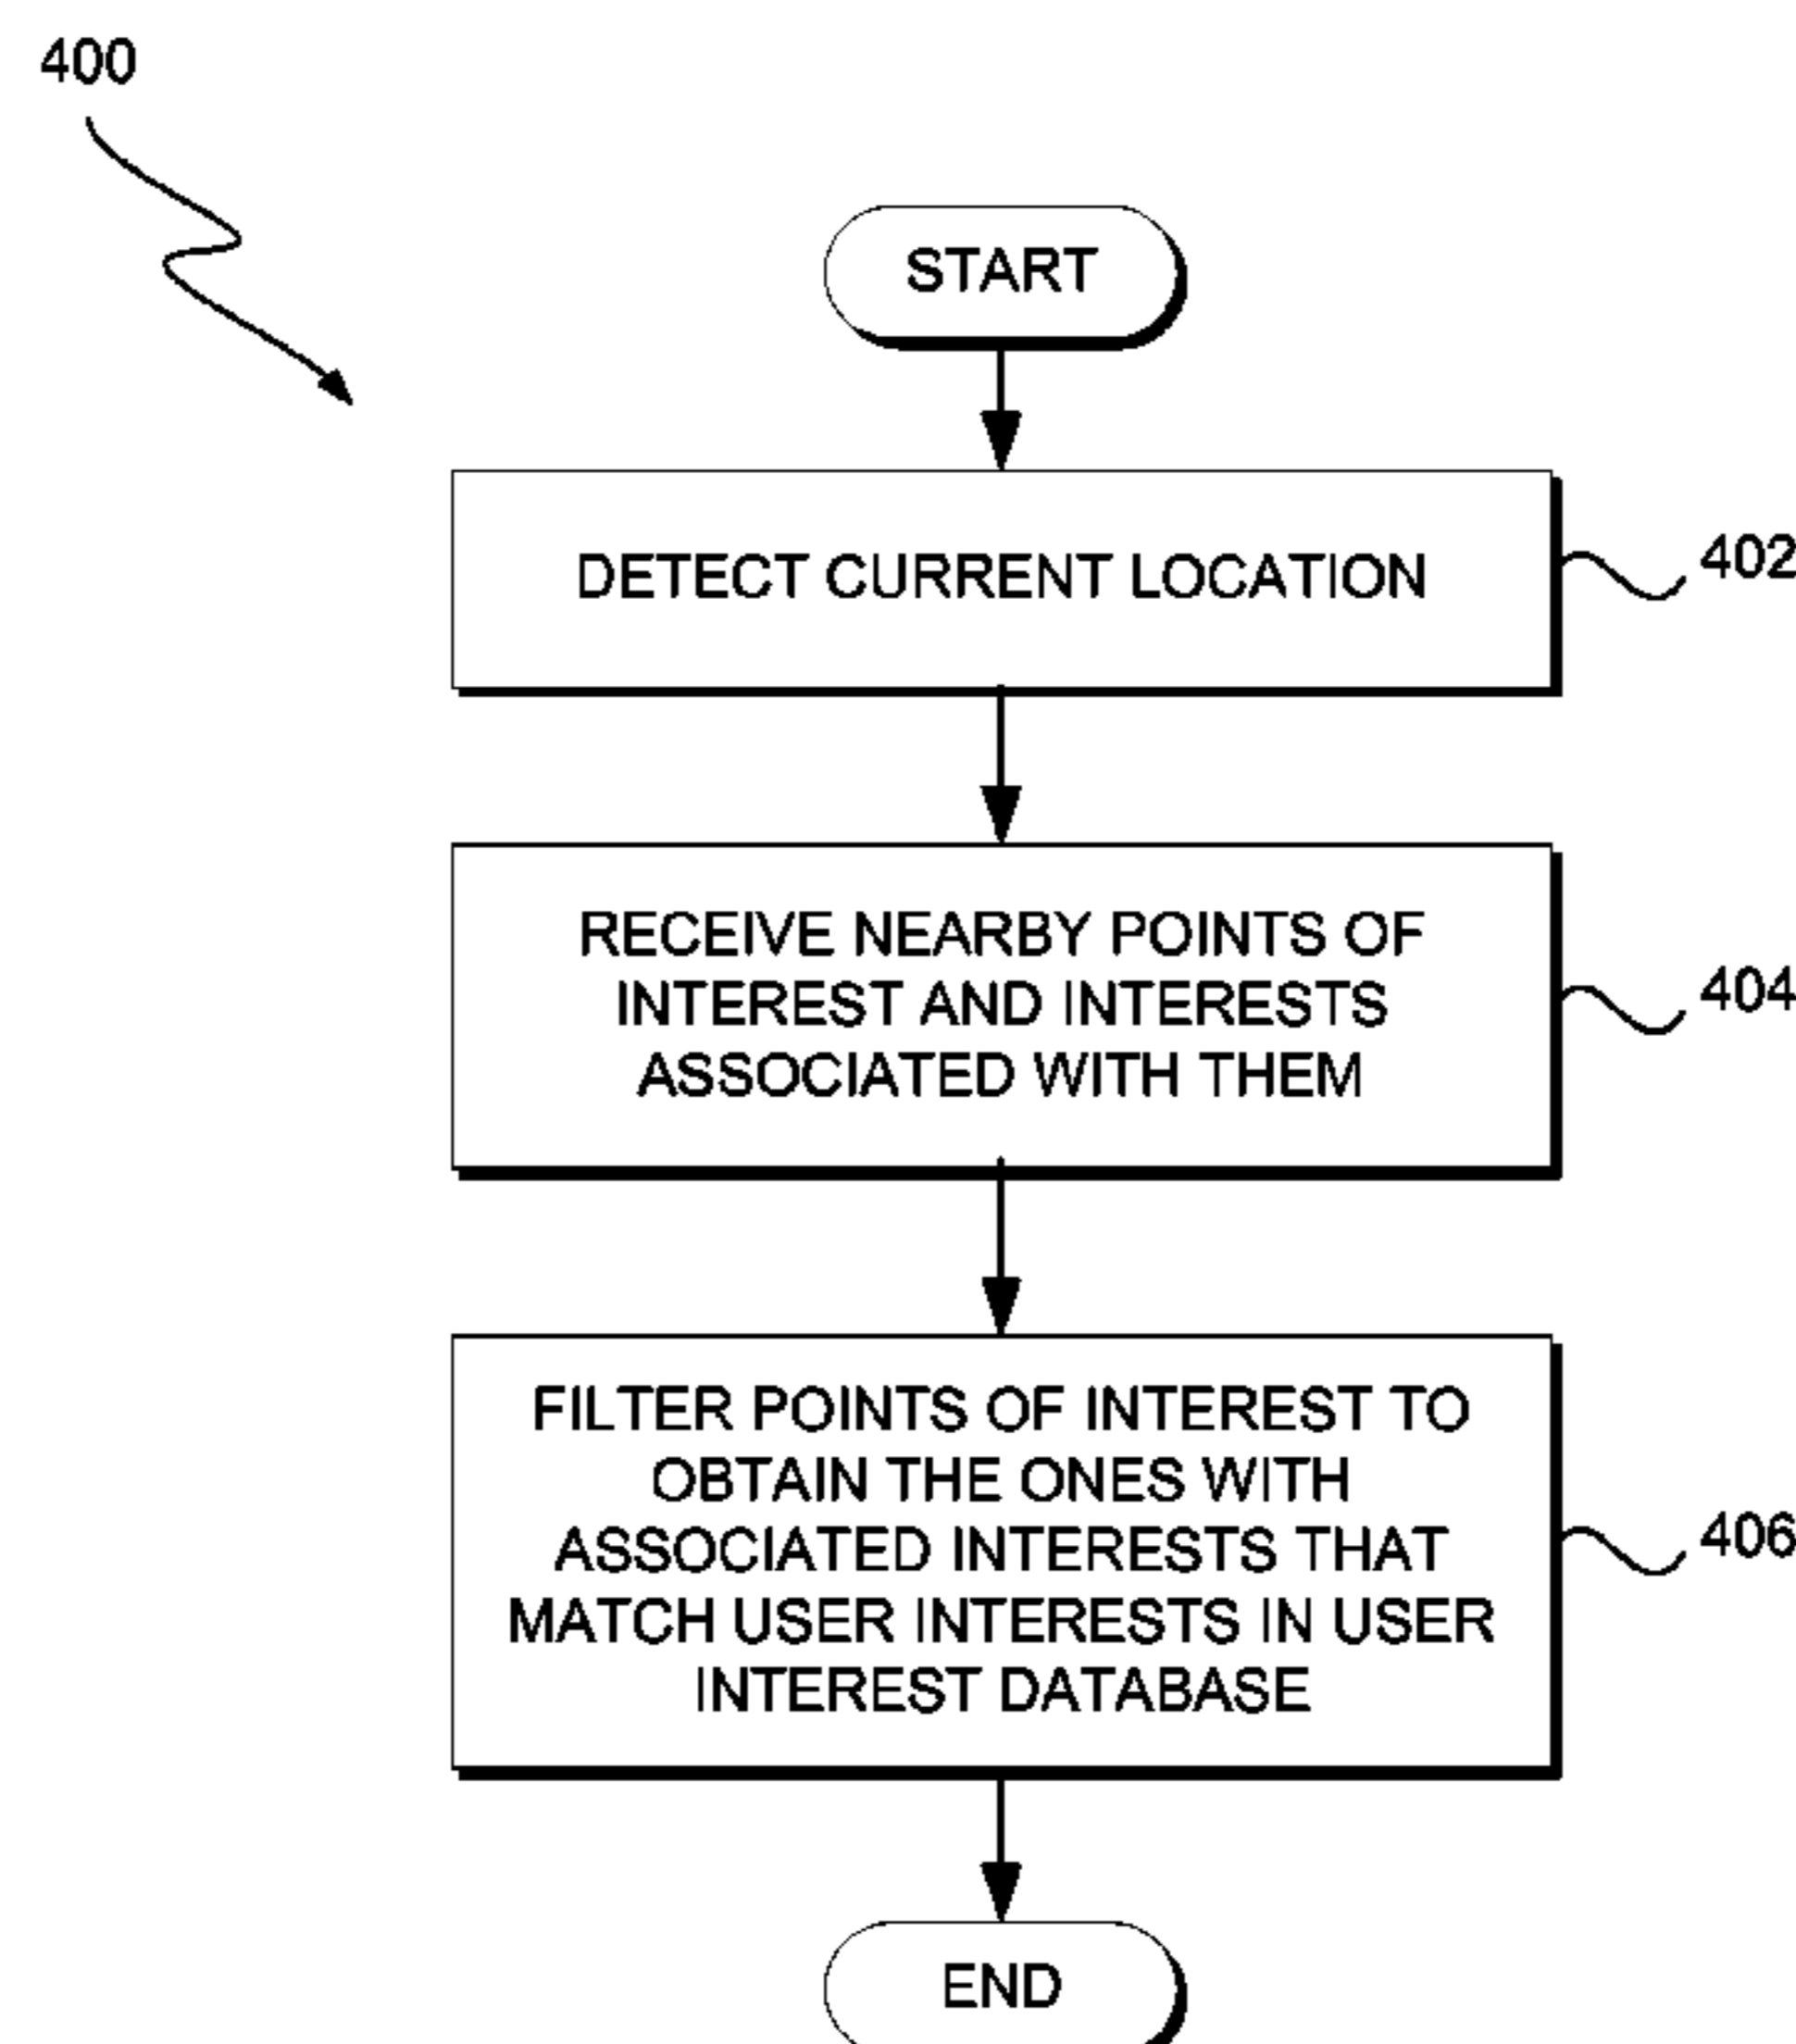 400
START
DETECT CURRENT LOCATION
402
RECEIVE NEARBY POINTS OF
INTEREST AND INTERESTS
ASSOCIATED WITH THEM
404
FILTER POINTS OF INTEREST TO
OBTAIN THE ONES WITH
ASSOCIATED INTERESTS THAT
MATCH USER INTERESTS IN USER
INTEREST DATABASE
406
END